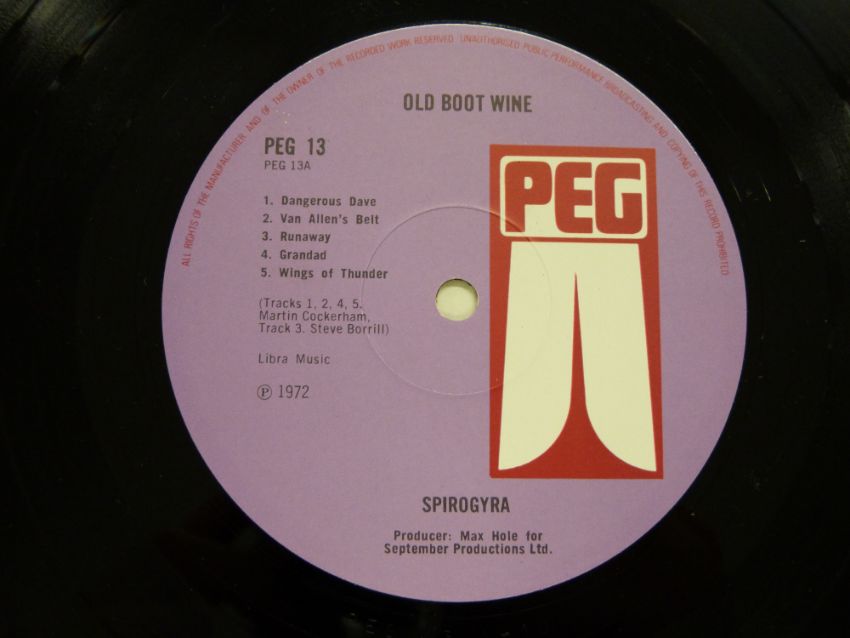 ALL RIGHTS OF THE MANUFACTURER AND OF THE OWNER OF THE RECORDED WORK RESERVED UNAUTHORISED PUBLIC PERFORMANCE BROADCASTING AND COPYING OF THIS RECORD PROHIBITED
OLD BOOT WINE
PEG 13
PEG 13A
PEG
1. Dangerous Dave
2. Van Allen's Belt
3. Runaway
4. Grandad
5. Wings of Thunder
(Tracks 1, 2, 4, 5.
Martin Cockerham,
Track 3. Steve Borrill)
Libra Music
℗ 1972
SPIROGYRA
Producer: Max Hole for
September Productions Ltd.